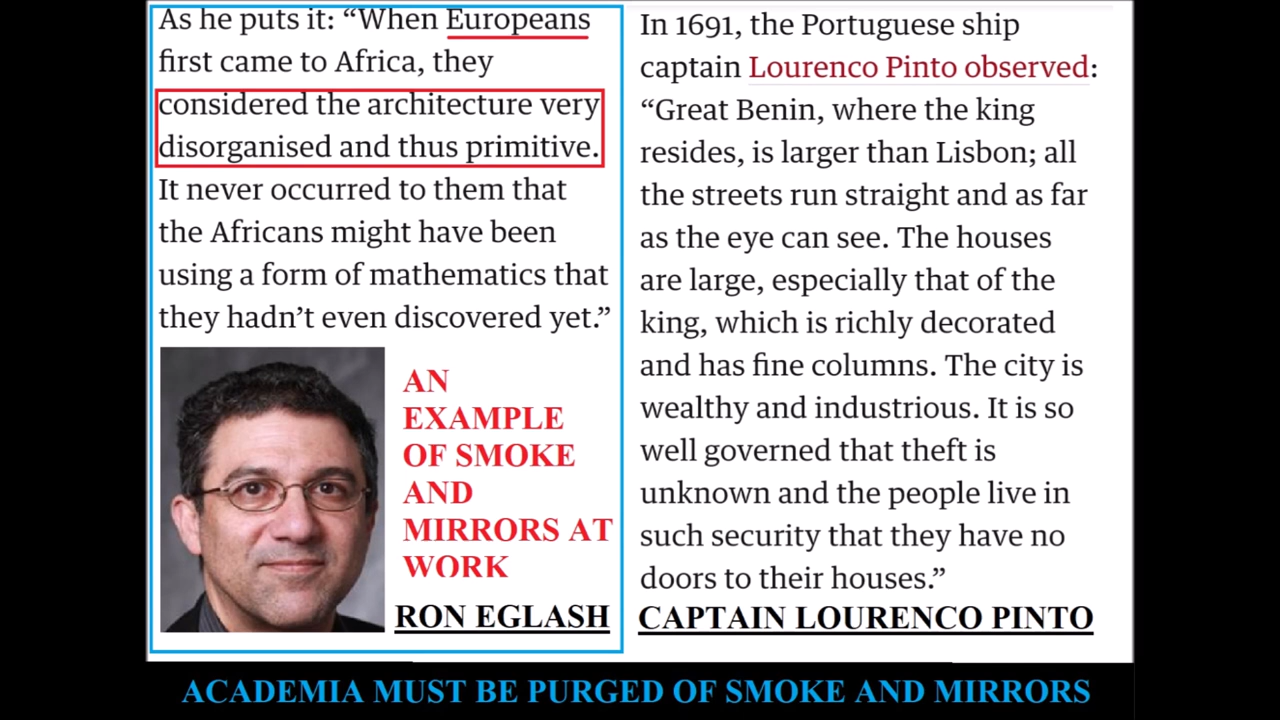 As he puts it: “When Europeans
first came to Africa, they
considered the architecture very
disorganised and thus primitive.
It never occurred to them that
the Africans might have been
using a form of mathematics that
they hadn’t even discovered yet.”
AN
EXAMPLE
OF SMOKE
AND
MIRRORS AT
WORK
RON EGLASH
In 1691, the Portuguese ship
captain Lourenco Pinto observed:
“Great Benin, where the king
resides, is larger than Lisbon; all
the streets run straight and as far
as the eye can see. The houses
are large, especially that of the
king, which is richly decorated
and has fine columns. The city is
wealthy and industrious. It is so
well governed that theft is
unknown and the people live in
such security that they have no
doors to their houses.”
CAPTAIN LOURENCO PINTO
ACADEMIA MUST BE PURGED OF SMOKE AND MIRRORS